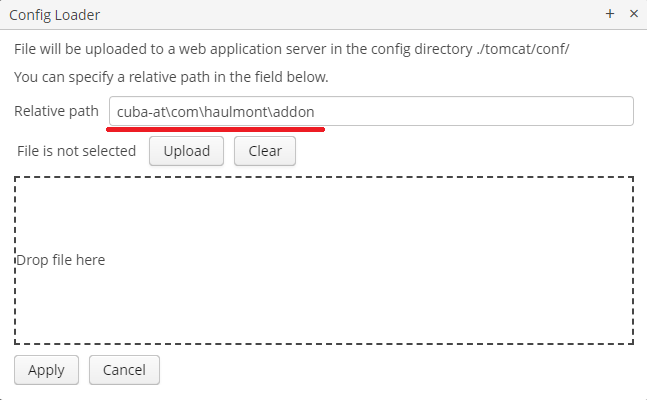 Config Loader
File will be uploaded to a web application server in the config directory ./tomcat/conf/
You can specify a relative path in the field below.
Relative path cuba-at\com\haulmont\addon
File is not selected Upload Clear
Drop file here
Apply Cancel